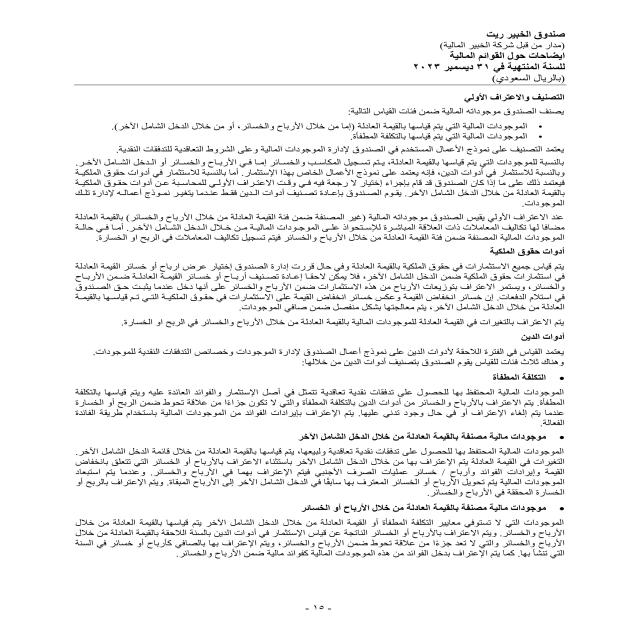 صندوق الخبير ريت
(مدار من قبل شركة الخبير المالية)
إيضاحات حول القوائم المالية
للسنة المنتهية في ٣١ ديسمبر ٢٠٢٣
(بالريال السعودي)
التصنيف والاعتراف الأولي
يصنف الصندوق موجوداته المالية ضمن فئات القياس التالية:
• الموجودات المالية التي يتم قياسها بالقيمة العادلة (إما من خلال الأرباح والخسائر، أو من خلال الدخل الشامل الآخر).
• الموجودات المالية التي يتم قياسها بالتكلفة المطفأة.
يعتمد التصنيف على نموذج الأعمال المستخدم في الصندوق لإدارة الموجودات المالية وعلى الشروط التعاقدية للتدفقات النقدية.
بالنسبة للموجودات التي يتم قياسها بالقيمة العادلة، يتم تسجيل المكاسب والخسائر إما في الأرباح والخسائر أو الدخل الشامل الآخر.
وبالنسبة للاستثمار في أدوات الدين، فإنه يعتمد على نموذج الأعمال الخاص بهذا الإستثمار. أما بالنسبة للاستثمار في أدوات حقوق الملكية
فيعتمد ذلك على ما إذا كان الصندوق قد قام بإجراء إختيار لا رجعة فيه في وقت الاعتراف الأولي للمحاسبة عن أدوات حقوق الملكية
بالقيمة العادلة من خلال الدخل الشامل الآخر. يقوم الصندوق بإعادة تصنيف أدوات الدين فقط عندما يتغير نموذج أعماله لإدارة تلك
الموجودات.
عند الاعتراف الأولي يقيس الصندوق موجوداته المالية (غير المصنفة ضمن فئة القيمة العادلة من خلال الأرباح والخسائر) بالقيمة العادلة
مضافا لها تكاليف المعاملات ذات العلاقة المباشرة للإستحواذ على الموجودات المالية من خلال الدخل الشامل الآخر. أما في حالة
الموجودات المالية المصنفة ضمن فئة القيمة العادلة من خلال الأرباح والخسائر فيتم تسجيل تكاليف المعاملات في الربح او الخسارة.
أدوات حقوق الملكية
يتم قياس جميع الاستثمارات في حقوق الملكية بالقيمة العادلة وفي حال قررت إدارة الصندوق إختيار عرض ارباح أو خسائر القيمة العادلة
في استثمارات حقوق الملكية ضمن الدخل الشامل الآخر، فلا يمكن لاحقا إعادة تصنيف أرباح أو خسائر القيمة العادلة ضمن الأرباح
والخسائر، ويستمر الاعتراف بتوزيعات الأرباح من هذه الاستثمارات ضمن الأرباح والخسائر على أنها دخل عندما يثبت حق الصندوق
في استلام الدفعات. إن خسائر انخفاض القيمة وعكس خسائر انخفاض القيمة على الاستثمارات في حقوق الملكية التي تم قياسها بالقيمة
العادلة من خلال الدخل الشامل الآخر، يتم معالجتها بشكل منفصل ضمن صافي الموجودات.
يتم الاعتراف بالتغيرات في القيمة العادلة للموجودات المالية بالقيمة العادلة من خلال الأرباح والخسائر في الربح او الخسارة.
أدوات الدين
يعتمد القياس في الفترة اللاحقة لأدوات الدين على نموذج أعمال الصندوق لإدارة الموجودات وخصائص التدفقات النقدية للموجودات.
وهناك ثلاث فئات للقياس يقوم الصندوق بتصنيف أدوات الدين من خلالها:
• التكلفة المطفأة
الموجودات المالية المحتفظ بها للحصول على تدفقات نقدية تعاقدية تتمثل في أصل الإستثمار والفوائد العائدة عليه ويتم قياسها بالتكلفة
المطفأة. يتم الاعتراف بالأرباح والخسائر من أدوات الدين بالتكلفة المطفأة والتي لا تكون جزءًا من علاقة تحوط ضمن الربح أو الخسارة
عندما يتم إلغاء الإعتراف أو في حال وجود تدني عليها. يتم الإعتراف بإيرادات الفوائد من الموجودات المالية باستخدام طريقة الفائدة
الفعالة.
• موجودات مالية مصنفة بالقيمة العادلة من خلال الدخل الشامل الآخر
الموجودات المالية المحتفظ بها للحصول على تدفقات نقدية تعاقدية ولبيعها، يتم قياسها بالقيمة العادلة من خلال قائمة الدخل الشامل الآخر.
التغيرات في القيمة العادلة يتم الإعتراف بها من خلال الدخل الشامل الآخر باستثناء الاعتراف بالأرباح أو الخسائر التي تتعلق بانخفاض
القيمة وإيرادات الفوائد وأرباح / خسائر عمليات الصرف الأجنبي فيتم الإعتراف بهما في الأرباح والخسائر. وعندما يتم استبعاد
الموجودات المالية يتم تحويل الأرباح أو الخسائر المعترف بها سابقًا في الدخل الشامل الآخر إلى الأرباح المبقاة. ويتم الإعتراف بالربح أو
الخسارة المحققة في الأرباح والخسائر.
• موجودات مالية مصنفة بالقيمة العادلة من خلال الأرباح أو الخسائر
الموجودات التي لا تستوفي معايير التكلفة المطفأة أو القيمة العادلة من خلال الدخل الشامل الآخر يتم قياسها بالقيمة العادلة من خلال
الأرباح والخسائر. ويتم الاعتراف بالأرباح أو الخسائر الناتجة عن قياس أدوات الدين بالسنة اللاحقة بالقيمة العادلة من خلال
الأرباح والخسائر والتي لا تعد جزءًا من علاقة تحوط ضمن الأرباح والخسائر، ويتم الإعتراف بها بالصافي كأرباح أو خسائر في السنة
التي تنشأ بها. كما يتم الإعتراف بدخل الفوائد من هذه الموجودات المالية كفوائد مالية ضمن الأرباح والخسائر.
- ١٥ -